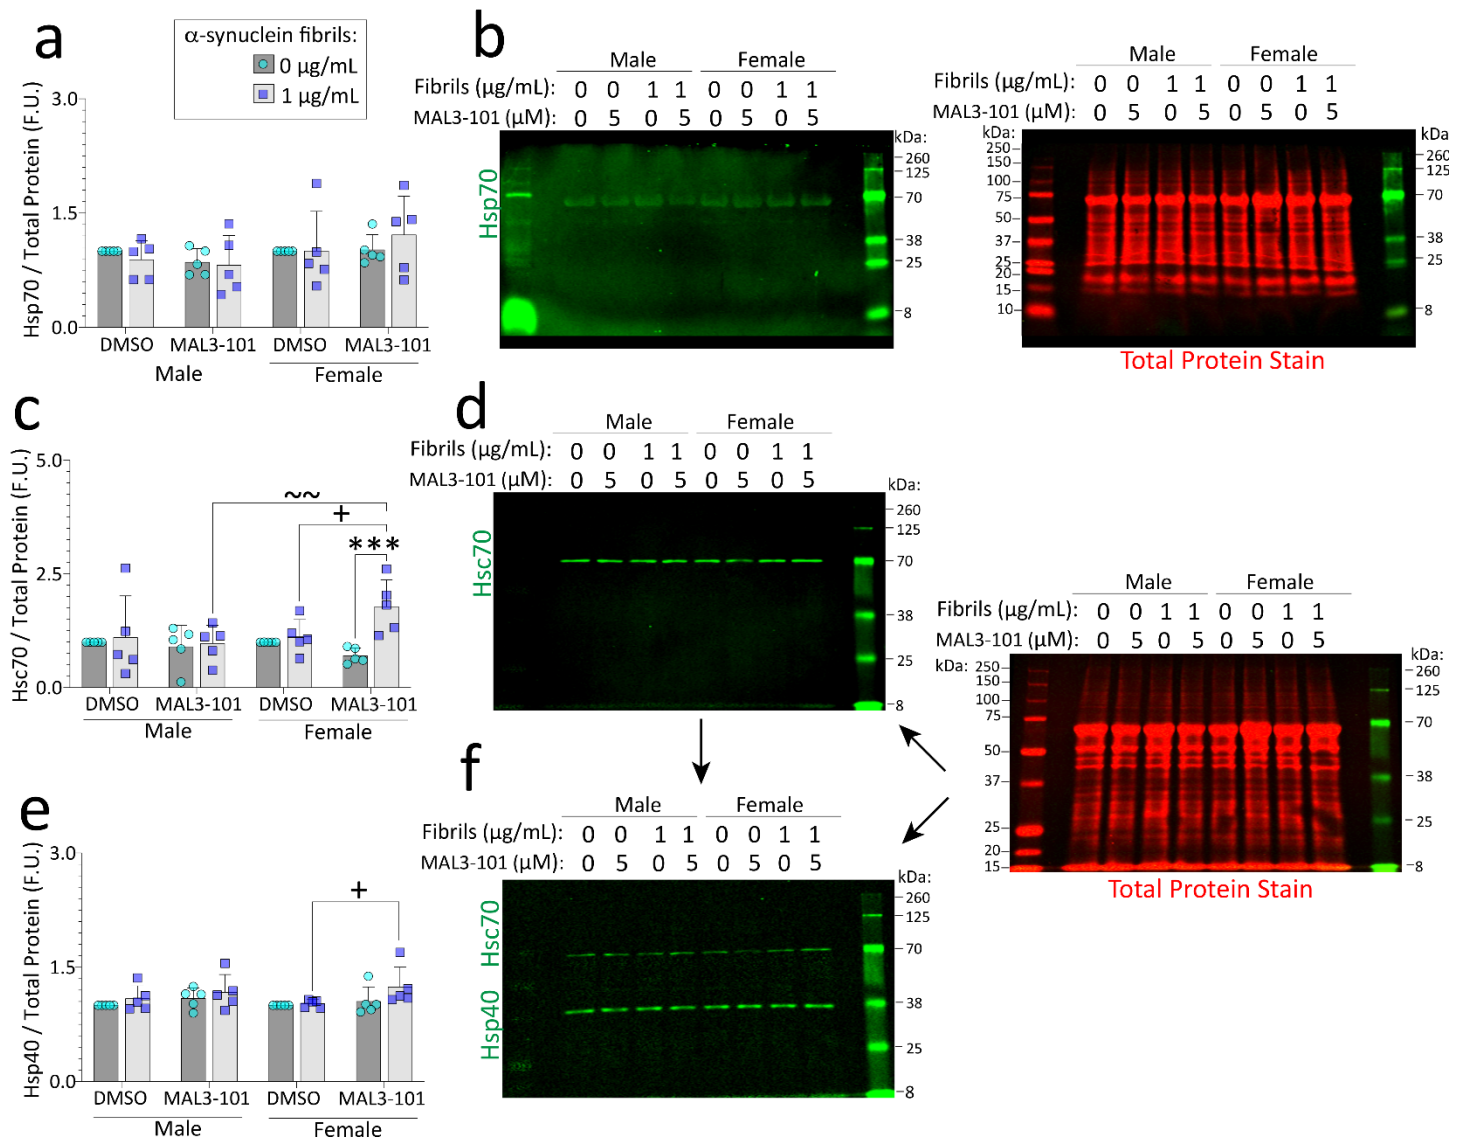 a
α-synuclein fibrils:
0 µg/mL
1 µg/mL
Hsp70 / Total Protein (F.U.)
3.0
1.5
0.0
DMSO MAL3-101 DMSO MAL3-101
Male Female
b
Male Female
Fibrils (µg/mL): 0 0 1 1 0 0 1 1
MAL3-101 (µM): 0 5 0 5 0 5 0 5
kDa:
260
125
70
38
25
8
Hsp70
Male Female
Fibrils (µg/mL): 0 0 1 1 0 0 1 1
MAL3-101 (µM): 0 5 0 5 0 5 0 5
kDa:
250
150
100
75
50
37
25
20
15
10
kDa:
260
125
70
38
25
8
Total Protein Stain
c
Hsc70 / Total Protein (F.U.)
5.0
2.5
0.0
~~
+
***
DMSO MAL3-101 DMSO MAL3-101
Male Female
d
Male Female
Fibrils (µg/mL): 0 0 1 1 0 0 1 1
MAL3-101 (µM): 0 5 0 5 0 5 0 5
kDa:
260
125
70
38
25
8
Hsc70
Male Female
Fibrils (µg/mL): 0 0 1 1 0 0 1 1
MAL3-101 (µM): 0 5 0 5 0 5 0 5
kDa:
250
150
100
75
50
37
25
20
15
kDa:
260
125
70
38
25
8
Total Protein Stain
e
Hsp40 / Total Protein (F.U.)
3.0
1.5
0.0
+
DMSO MAL3-101 DMSO MAL3-101
Male Female
f
Male Female
Fibrils (µg/mL): 0 0 1 1 0 0 1 1
MAL3-101 (µM): 0 5 0 5 0 5 0 5
kDa:
260
125
70
38
25
8
Hsc70
Hsp40